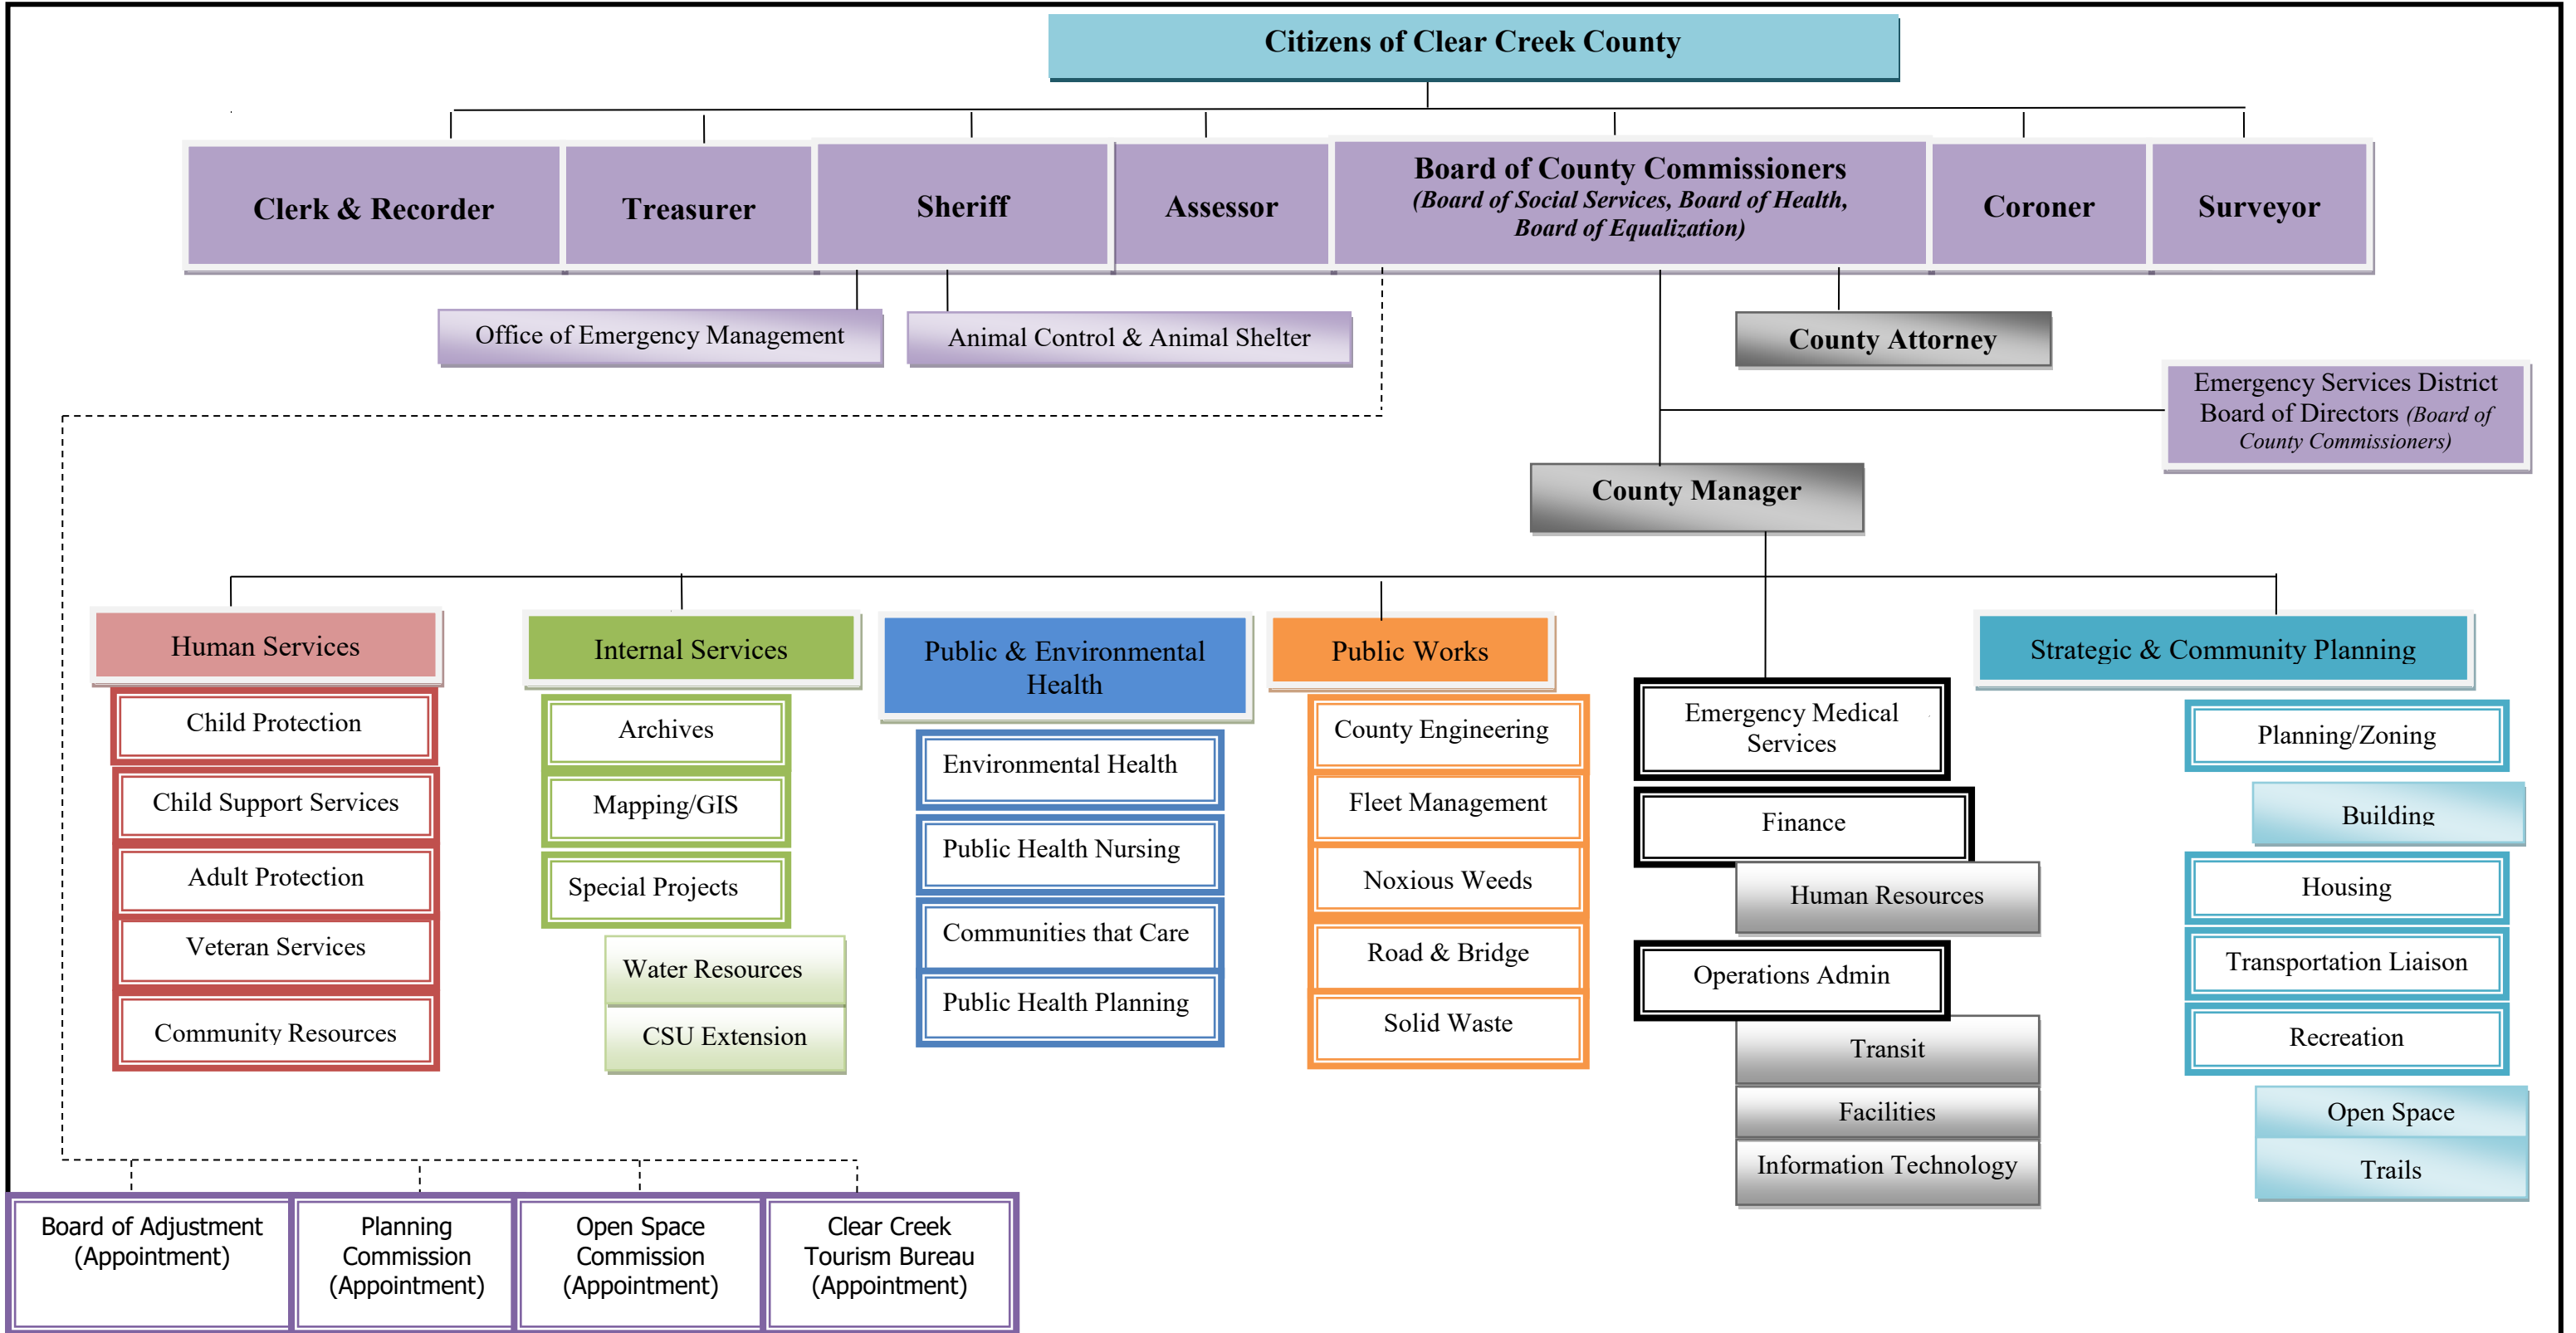 Citizens of Clear Creek County
Clerk & Recorder
Treasurer
Sheriff
Assessor
Board of County Commissioners
(Board of Social Services, Board of Health,
Board of Equalization)
Coroner
Surveyor
Office of Emergency Management
Animal Control & Animal Shelter
County Attorney
Emergency Services District
Board of Directors (Board of
County Commissioners)
County Manager
Human Services
Child Protection
Child Support Services
Adult Protection
Veteran Services
Community Resources
Internal Services
Archives
Mapping/GIS
Special Projects
Water Resources
CSU Extension
Public & Environmental
Health
Environmental Health
Public Health Nursing
Communities that Care
Public Health Planning
Public Works
County Engineering
Fleet Management
Noxious Weeds
Road & Bridge
Solid Waste
Emergency Medical
Services
Finance
Human Resources
Operations Admin
Transit
Facilities
Information Technology
Strategic & Community Planning
Planning/Zoning
Building
Housing
Transportation Liaison
Recreation
Open Space
Trails
Board of Adjustment
(Appointment)
Planning
Commission
(Appointment)
Open Space
Commission
(Appointment)
Clear Creek
Tourism Bureau
(Appointment)